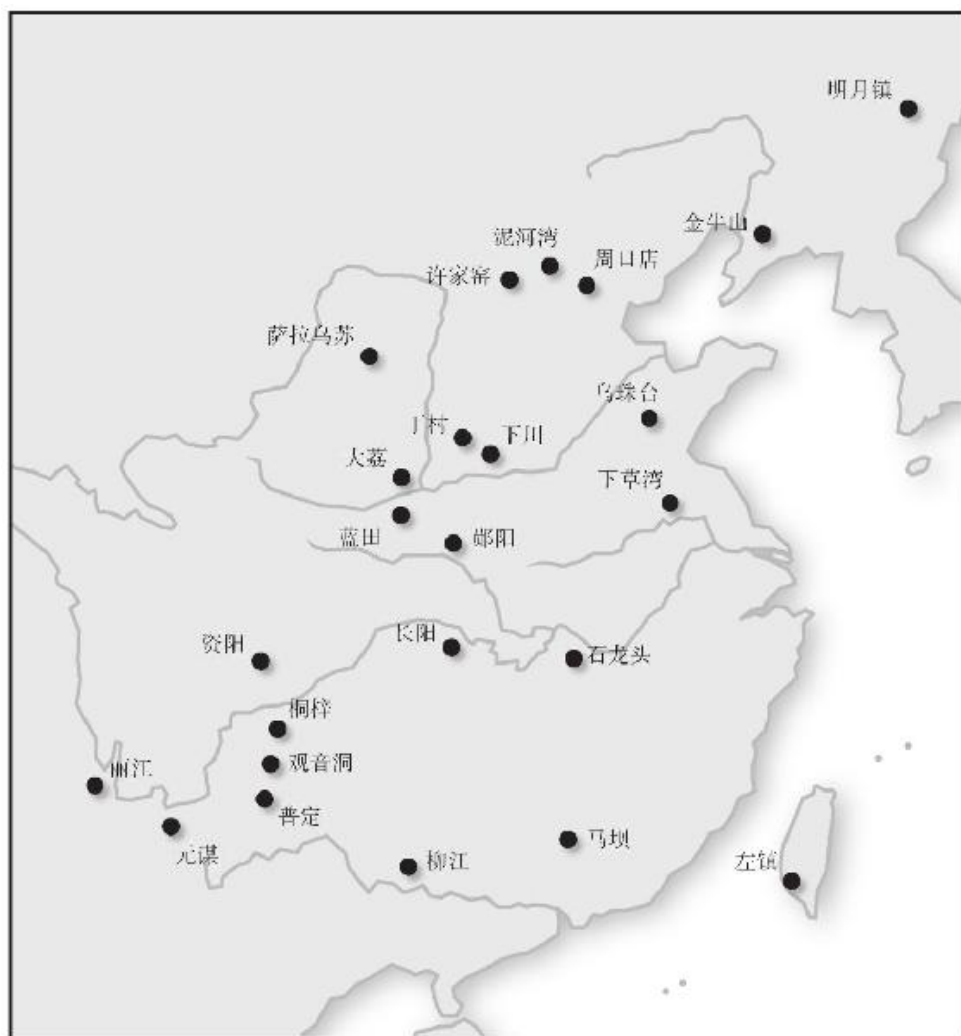 明月镇
金牛山
泥河湾
周口店
许家窑
萨拉乌苏
乌珠台
丁村
下川
大荔
下草湾
蓝田
郧阳
长阳
资阳
石龙头
桐梓
观音洞
丽江
普定
元谋
马坝
柳江
左镇